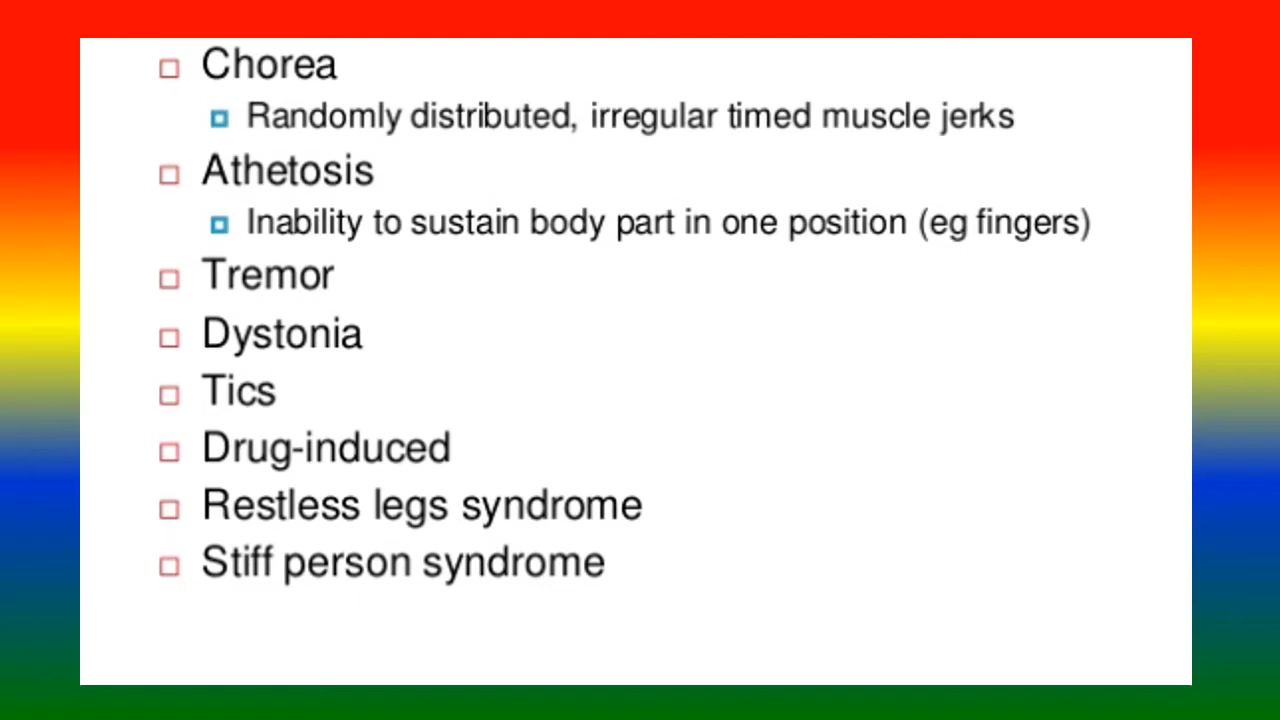 Chorea
Randomly distributed, irregular timed muscle jerks
Athetosis
Inability to sustain body part in one position (eg fingers)
Tremor
Dystonia
Tics
Drug-induced
Restless legs syndrome
Stiff person syndrome